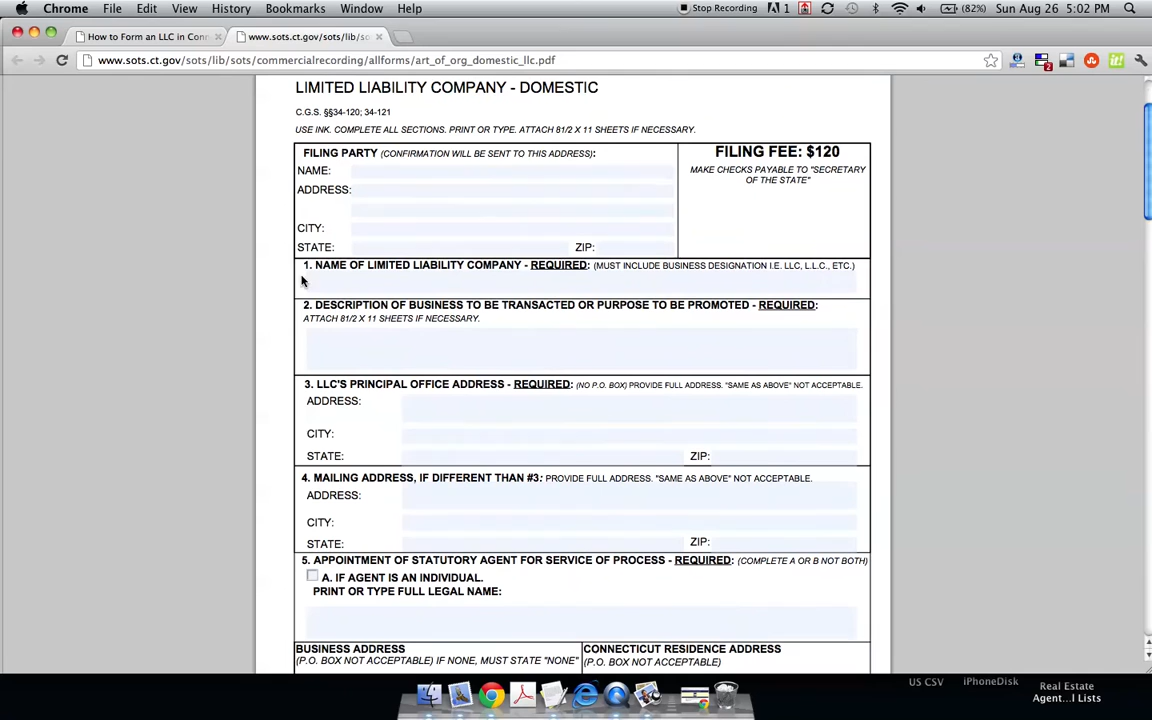 Chrome File Edit View History Bookmarks Window Help Stop Recording 1 (82%) Sun Aug 26 5:02 PM
How to Form an LLC in Conn www.sots.ct.gov/sots/lib/so
www.sots.ct.gov/sots/lib/sots/commercialrecording/allforms/art_of_org_domestic_llc.pdf
LIMITED LIABILITY COMPANY - DOMESTIC
C.G.S. §§34-120; 34-121
USE INK. COMPLETE ALL SECTIONS. PRINT OR TYPE. ATTACH 81/2 X 11 SHEETS IF NECESSARY.
FILING PARTY (CONFIRMATION WILL BE SENT TO THIS ADDRESS):
NAME:
ADDRESS:
CITY:
STATE: ZIP:
FILING FEE: $120
MAKE CHECKS PAYABLE TO "SECRETARY
OF THE STATE"
1. NAME OF LIMITED LIABILITY COMPANY - REQUIRED: (MUST INCLUDE BUSINESS DESIGNATION I.E. LLC, L.L.C., ETC.)
2. DESCRIPTION OF BUSINESS TO BE TRANSACTED OR PURPOSE TO BE PROMOTED - REQUIRED:
ATTACH 81/2 X 11 SHEETS IF NECESSARY.
3. LLC'S PRINCIPAL OFFICE ADDRESS - REQUIRED: (NO P.O. BOX) PROVIDE FULL ADDRESS. "SAME AS ABOVE" NOT ACCEPTABLE.
ADDRESS:
CITY:
STATE: ZIP:
4. MAILING ADDRESS, IF DIFFERENT THAN #3: PROVIDE FULL ADDRESS. "SAME AS ABOVE" NOT ACCEPTABLE.
ADDRESS:
CITY:
STATE: ZIP:
5. APPOINTMENT OF STATUTORY AGENT FOR SERVICE OF PROCESS - REQUIRED: (COMPLETE A OR B NOT BOTH)
A. IF AGENT IS AN INDIVIDUAL.
PRINT OR TYPE FULL LEGAL NAME:
BUSINESS ADDRESS
(P.O. BOX NOT ACCEPTABLE) IF NONE, MUST STATE "NONE"
CONNECTICUT RESIDENCE ADDRESS
(P.O. BOX NOT ACCEPTABLE)
US CSV iPhoneDisk Real Estate
Agent...l Lists